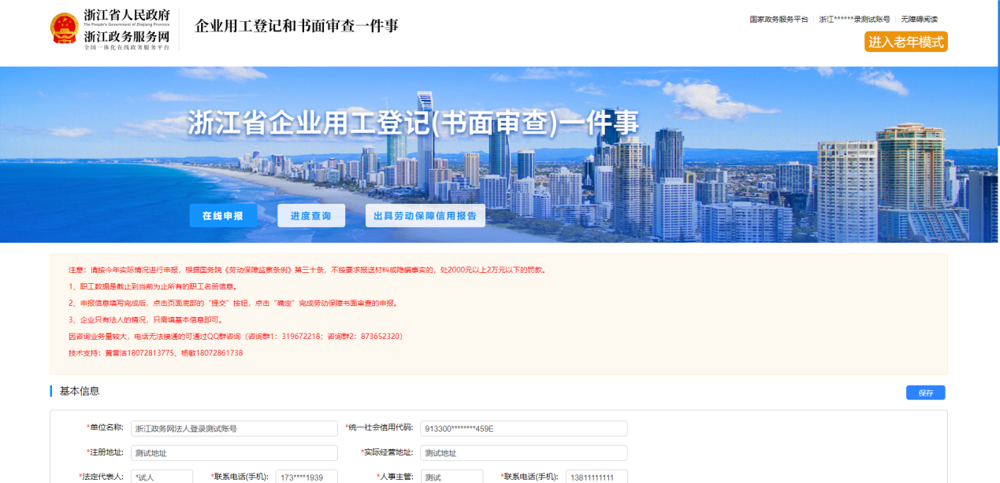 浙江省人民政府
The People's Government of Zhejiang Province
浙江政务服务网
全国一体化在线政务服务平台
企业用工登记和书面审查一件事
国家政务服务平台 浙江******录测试账号 无障碍阅读
进入老年模式
浙江省企业用工登记(书面审查)一件事
在线申报 进度查询 出具劳动保障信用报告
注意：请按今年实际情况进行申报，根据国务院《劳动保障监察条例》第三十条，不按要求报送材料或隐瞒事实的，处2000元以上2万元以下的罚款。
1、职工数据是截止到当前为止所有的职工名册信息。
2、申报信息填写完成后，点击页面底部的“提交”按钮，点击“确定”完成劳动保障书面审查的申报。
3、企业只有法人的情况，只需填基本信息即可。
因咨询业务量较大，电话无法接通的可通过QQ群咨询（咨询群1：319672218；咨询群2：873652320）
技术支持：黄普洁18072813775、杨敏18072861738
基本信息 保存
*单位名称: 浙江政务网法人登录测试账号 *统一社会信用代码: 913300********459E
*注册地址: 测试地址 *实际经营地址: 测试地址
*法定代表人: *试人 *联系电话(手机): 173****1939 *人事主管: 测试 *联系电话(手机): 13811111111